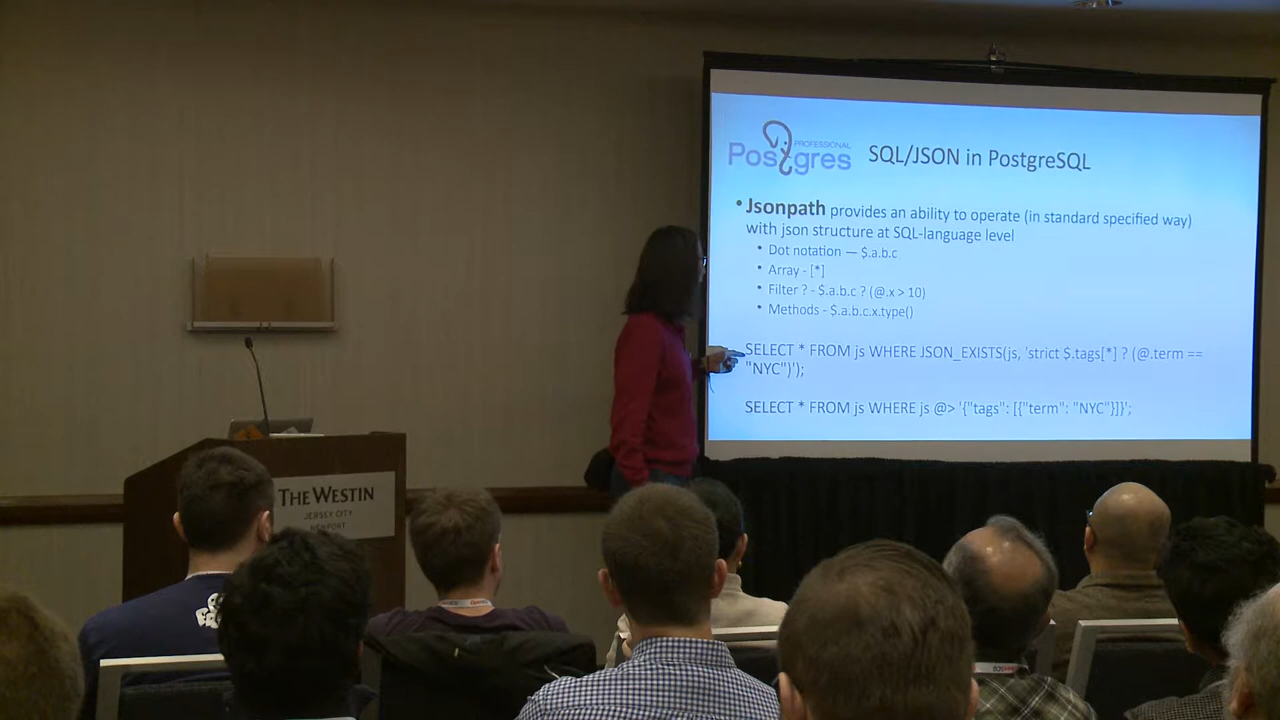 PROFESSIONAL
Postgres
SQL/JSON in PostgreSQL
• Jsonpath provides an ability to operate (in standard specified way)
with json structure at SQL-language level
• Dot notation — $.a.b.c
• Array - [*]
• Filter ? - $.a.b.c ? (@.x > 10)
• Methods - $.a.b.c.x.type()
SELECT * FROM js WHERE JSON_EXISTS(js, 'strict $.tags[*] ? (@.term ==
"NYC")');
SELECT * FROM js WHERE js @> '{"tags": [{"term": "NYC"}]}';
THE WESTIN
JERSEY CITY
NEWPORT